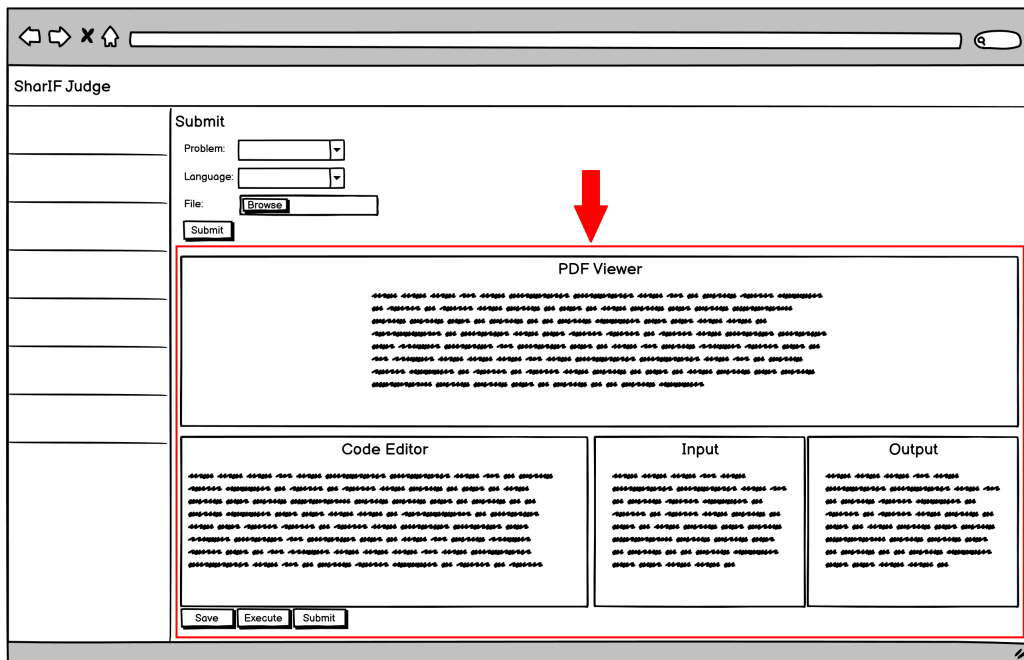 SharIF Judge
Submit
Problem:
Language:
File:
Browse
Submit
PDF Viewer
Code Editor
Input
Output
Save
Execute
Submit